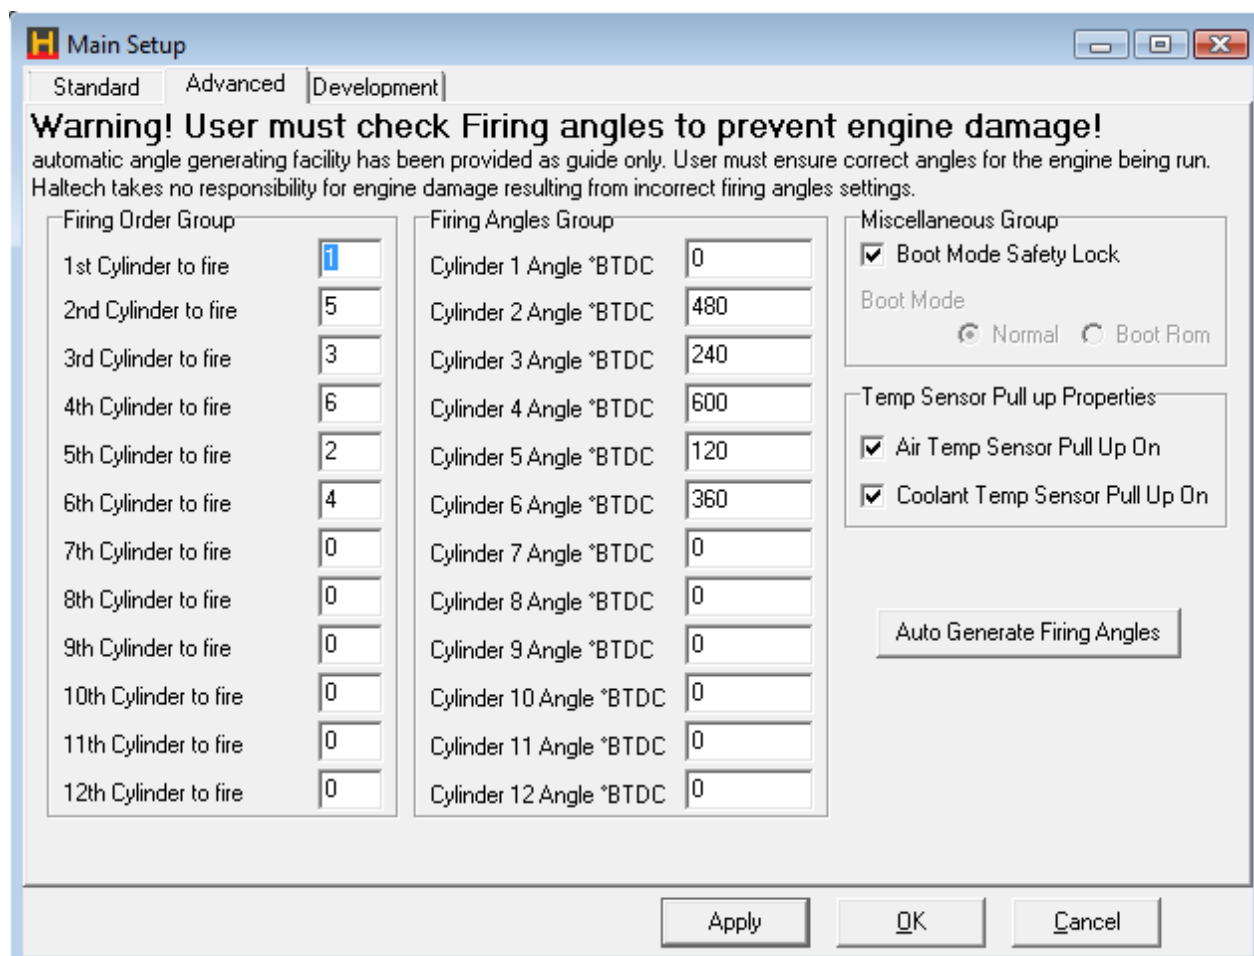 H Main Setup
Standard Advanced Development
Warning! User must check Firing angles to prevent engine damage!
automatic angle generating facility has been provided as guide only. User must ensure correct angles for the engine being run.
Haltech takes no responsibility for engine damage resulting from incorrect firing angles settings.
Firing Order Group
1st Cylinder to fire 1
2nd Cylinder to fire 5
3rd Cylinder to fire 3
4th Cylinder to fire 6
5th Cylinder to fire 2
6th Cylinder to fire 4
7th Cylinder to fire 0
8th Cylinder to fire 0
9th Cylinder to fire 0
10th Cylinder to fire 0
11th Cylinder to fire 0
12th Cylinder to fire 0
Firing Angles Group
Cylinder 1 Angle °BTDC 0
Cylinder 2 Angle °BTDC 480
Cylinder 3 Angle °BTDC 240
Cylinder 4 Angle °BTDC 600
Cylinder 5 Angle °BTDC 120
Cylinder 6 Angle °BTDC 360
Cylinder 7 Angle °BTDC 0
Cylinder 8 Angle °BTDC 0
Cylinder 9 Angle °BTDC 0
Cylinder 10 Angle °BTDC 0
Cylinder 11 Angle °BTDC 0
Cylinder 12 Angle °BTDC 0
Miscellaneous Group
Boot Mode Safety Lock
Boot Mode
Normal Boot Rom
Temp Sensor Pull up Properties
Air Temp Sensor Pull Up On
Coolant Temp Sensor Pull Up On
Auto Generate Firing Angles
Apply OK Cancel